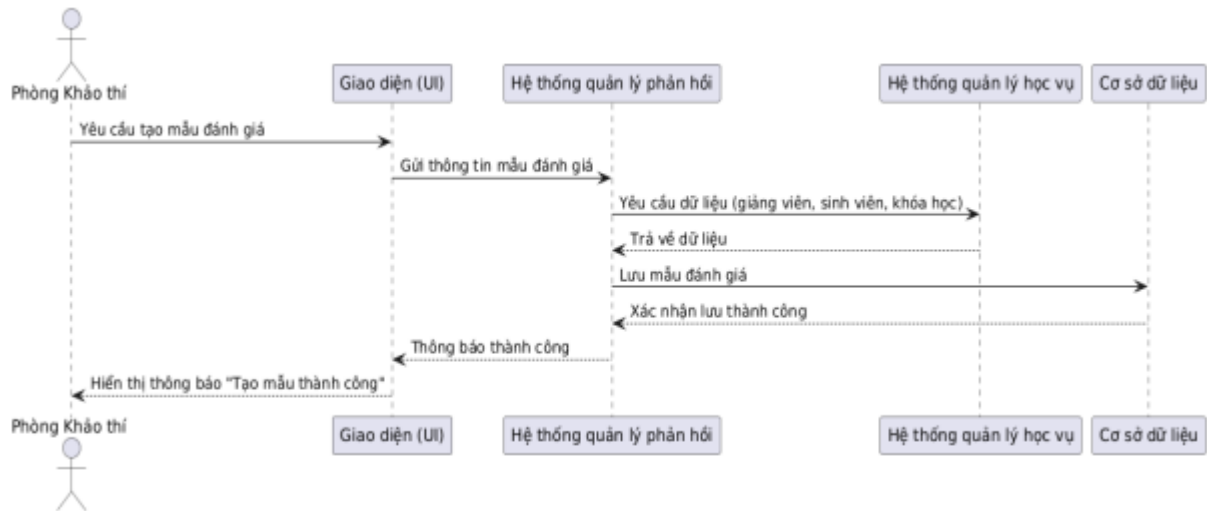 Phòng Khảo thí
Giao diện (UI)
Hệ thống quản lý phản hồi
Hệ thống quản lý học vụ
Cơ sở dữ liệu
Yêu cầu tạo mẫu đánh giá
Gửi thông tin mẫu đánh giá
Yêu cầu dữ liệu (giảng viên, sinh viên, khóa học)
Trả về dữ liệu
Lưu mẫu đánh giá
Xác nhận lưu thành công
Thông báo thành công
Hiển thị thông báo "Tạo mẫu thành công"
Phòng Khảo thí
Giao diện (UI)
Hệ thống quản lý phản hồi
Hệ thống quản lý học vụ
Cơ sở dữ liệu